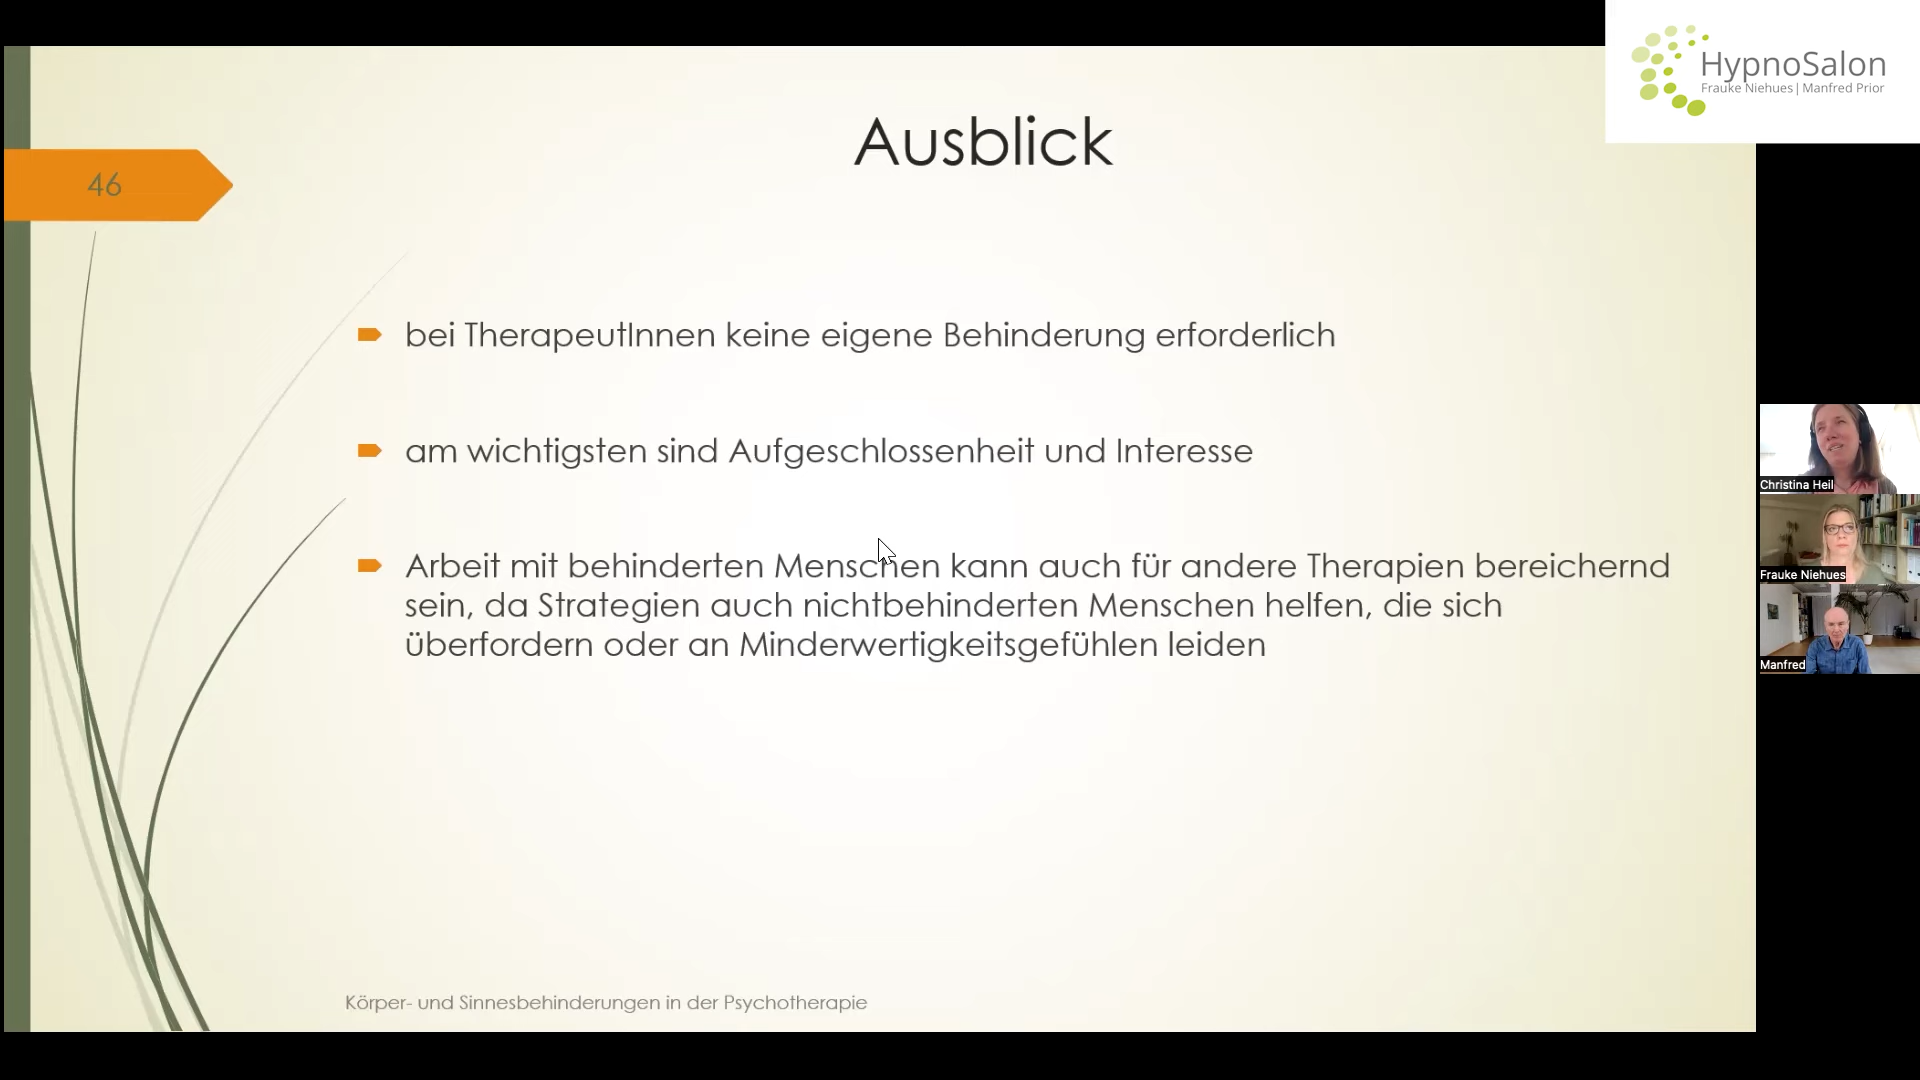 HypnoSalon
Frauke Niehues | Manfred Prior
Ausblick
46
bei TherapeutInnen keine eigene Behinderung erforderlich
am wichtigsten sind Aufgeschlossenheit und Interesse
Arbeit mit behinderten Menschen kann auch für andere Therapien bereichernd
sein, da Strategien auch nichtbehinderten Menschen helfen, die sich
überfordern oder an Minderwertigkeitsgefühlen leiden
Christina Heil
Frauke Niehues
Manfred
Körper- und Sinnesbehinderungen in der Psychotherapie